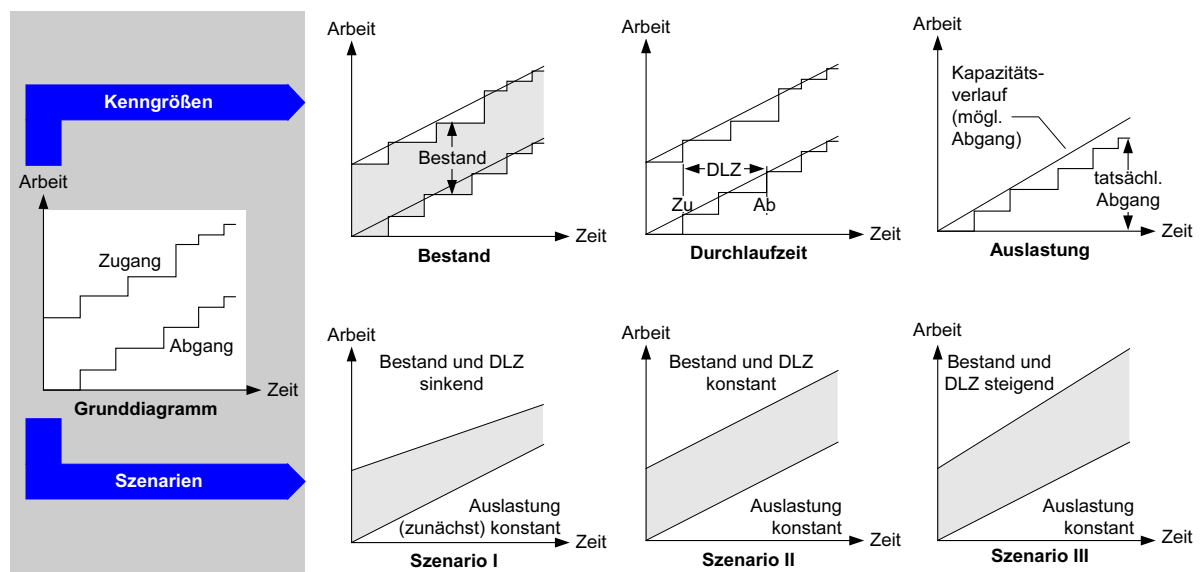 Kenngrößen
Arbeit
Zugang
Abgang
Zeit
Grunddiagramm
Szenarien
Arbeit
Bestand
Zeit
Bestand
Arbeit
DLZ
Zu
Ab
Zeit
Durchlaufzeit
Arbeit
Kapazitäts-
verlauf
(mögl.
Abgang)
tatsächl.
Abgang
Zeit
Auslastung
Arbeit
Bestand und DLZ
sinkend
Auslastung
(zunächst) konstant
Zeit
Szenario I
Arbeit
Bestand und DLZ
konstant
Auslastung
konstant
Zeit
Szenario II
Arbeit
Bestand und
DLZ steigend
Auslastung
konstant
Zeit
Szenario III